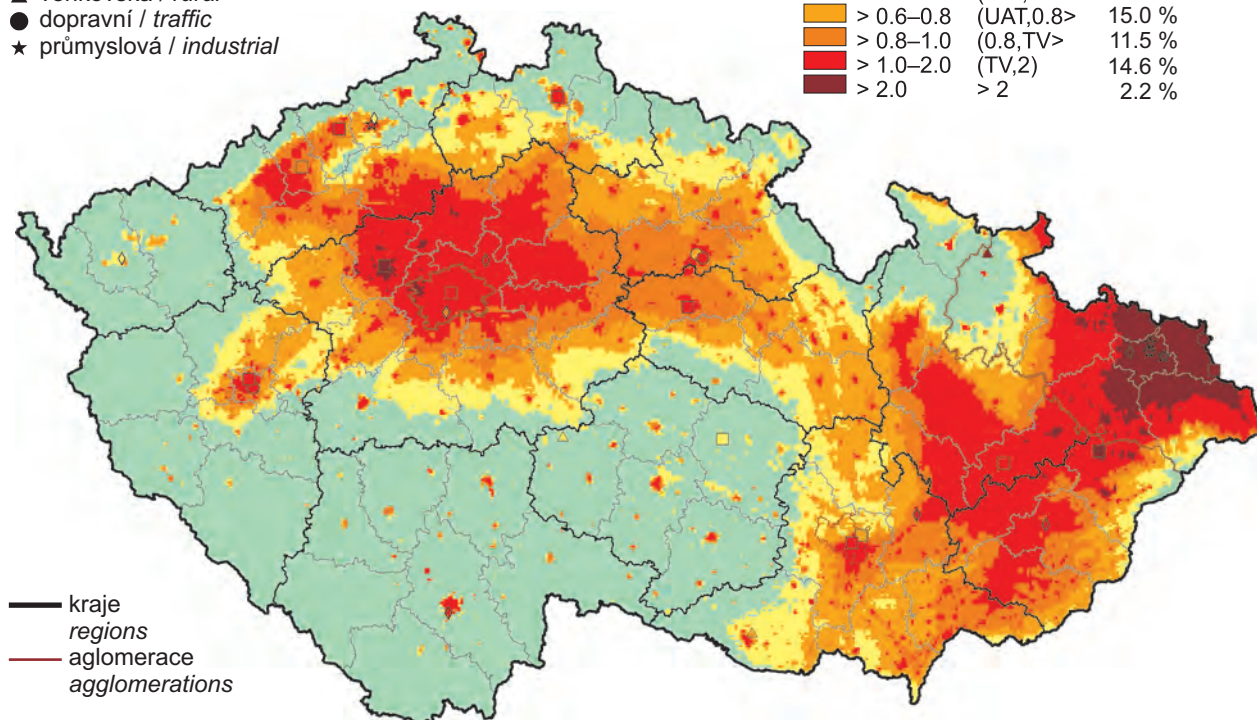 dopravní / traffic
průmyslová / industrial
> 0.6–0.8 (UAT,0.8> 15.0 %
> 0.8–1.0 (0.8,TV> 11.5 %
> 1.0–2.0 (TV,2) 14.6 %
> 2.0 > 2 2.2 %
kraje
regions
aglomerace
agglomerations